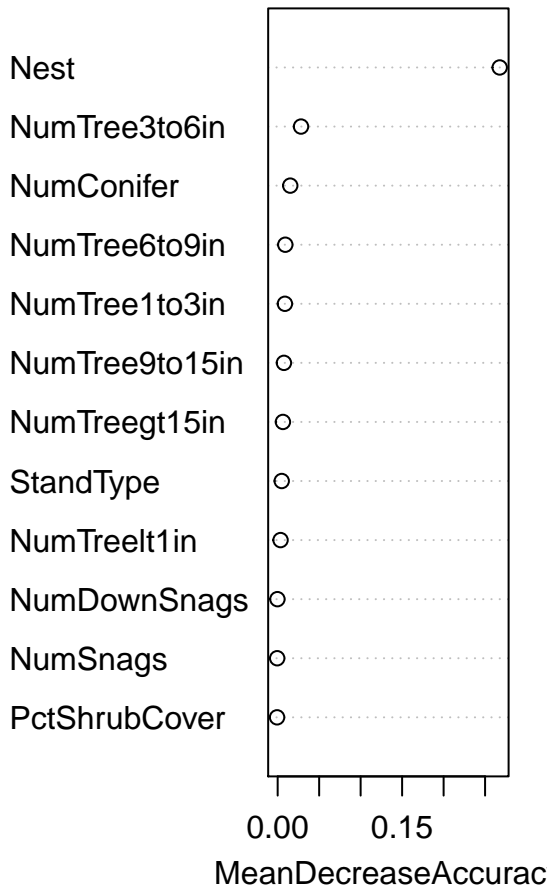 Nest
NumTree3to6in
NumConifer
NumTree6to9in
NumTree1to3in
NumTree9to15in
NumTreegt15in
StandType
NumTreelt1in
NumDownSnags
NumSnags
PctShrubCover
0.00 0.15
MeanDecreaseAccurac